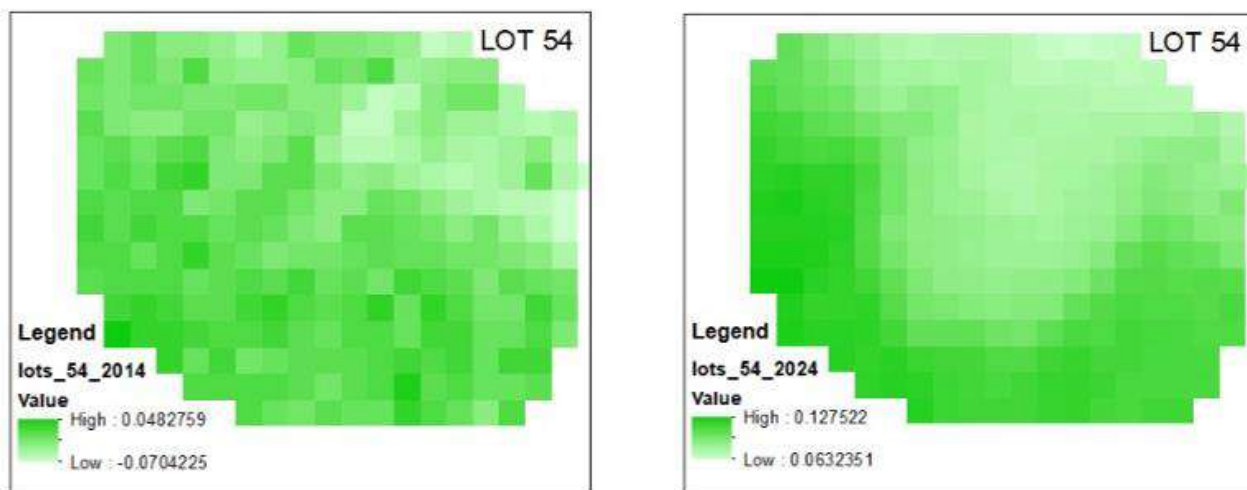 LOT 54
Legend
lots_54_2014
Value
High : 0.0482759
Low : -0.0704225
LOT 54
Legend
lots_54_2024
Value
High : 0.127522
Low : 0.0632351